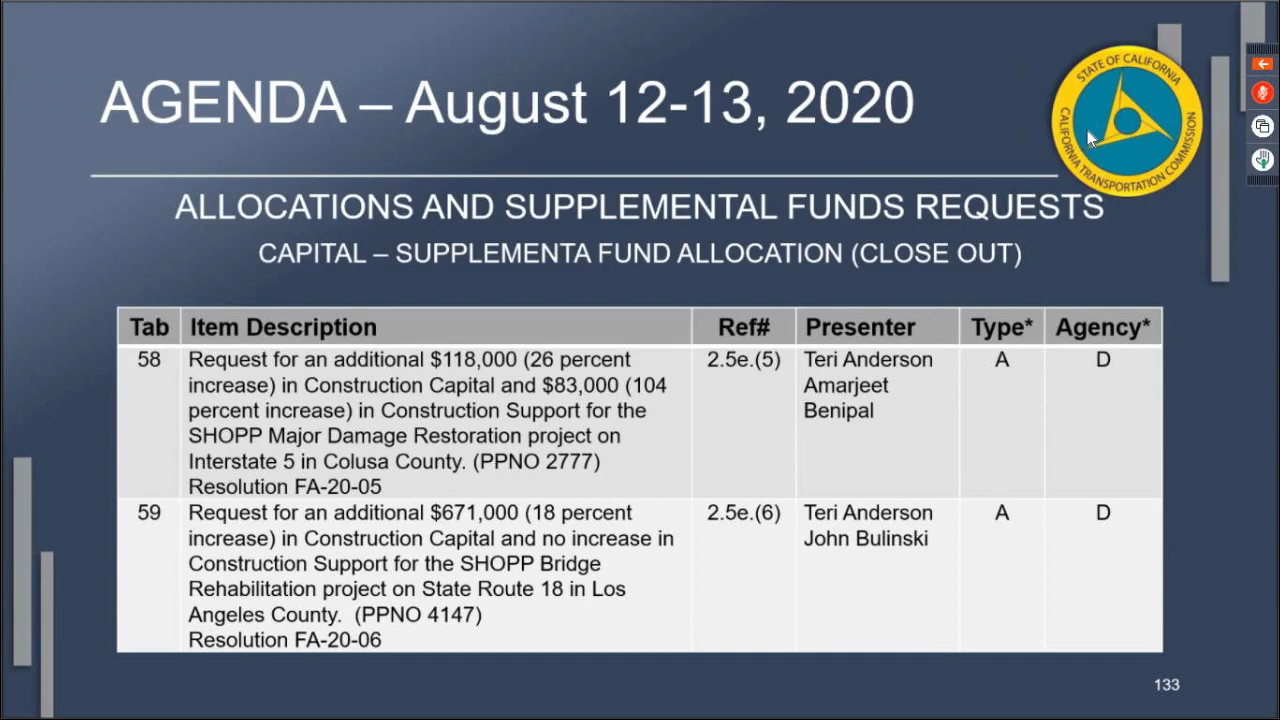 AGENDA – August 12-13, 2020
STATE OF CALIFORNIA
CALIFORNIA TRANSPORTATION COMMISSION
ALLOCATIONS AND SUPPLEMENTAL FUNDS REQUESTS
CAPITAL – SUPPLEMENTA FUND ALLOCATION (CLOSE OUT)
Tab Item Description Ref# Presenter Type* Agency*
58 Request for an additional $118,000 (26 percent 2.5e.(5) Teri Anderson A D
increase) in Construction Capital and $83,000 (104 Amarjeet
percent increase) in Construction Support for the Benipal
SHOPP Major Damage Restoration project on
Interstate 5 in Colusa County. (PPNO 2777)
Resolution FA-20-05
59 Request for an additional $671,000 (18 percent 2.5e.(6) Teri Anderson A D
increase) in Construction Capital and no increase in John Bulinski
Construction Support for the SHOPP Bridge
Rehabilitation project on State Route 18 in Los
Angeles County. (PPNO 4147)
Resolution FA-20-06
133